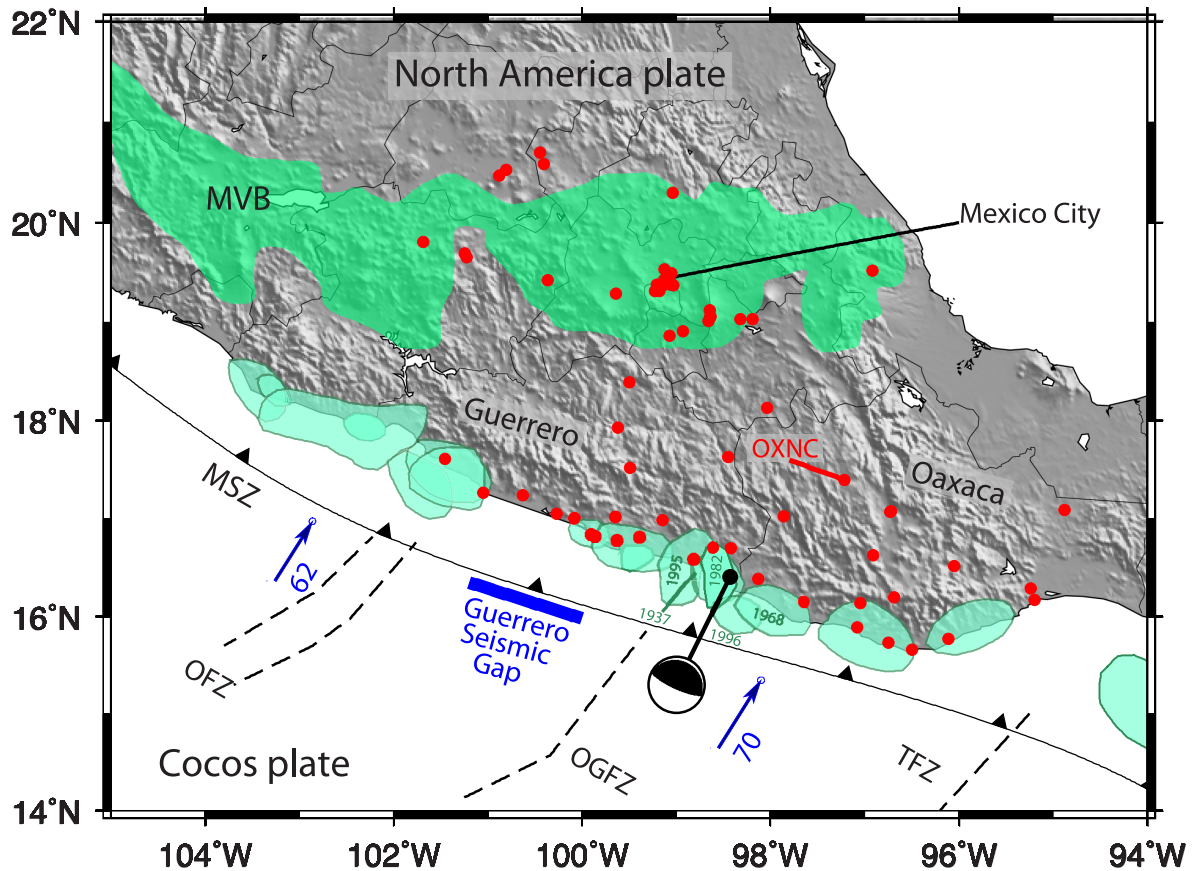 22°N
North America plate
MVB
20°N
Mexico City
18°N
Guerrero
OXNC
Oaxaca
MSZ
62
1995
1982
1937
1968
1996
16°N
Guerrero
Seismic
Gap
OFZ
70
Cocos plate
OGFZ
TFZ
14°N
104°W
102°W
100°W
98°W
96°W
94°W